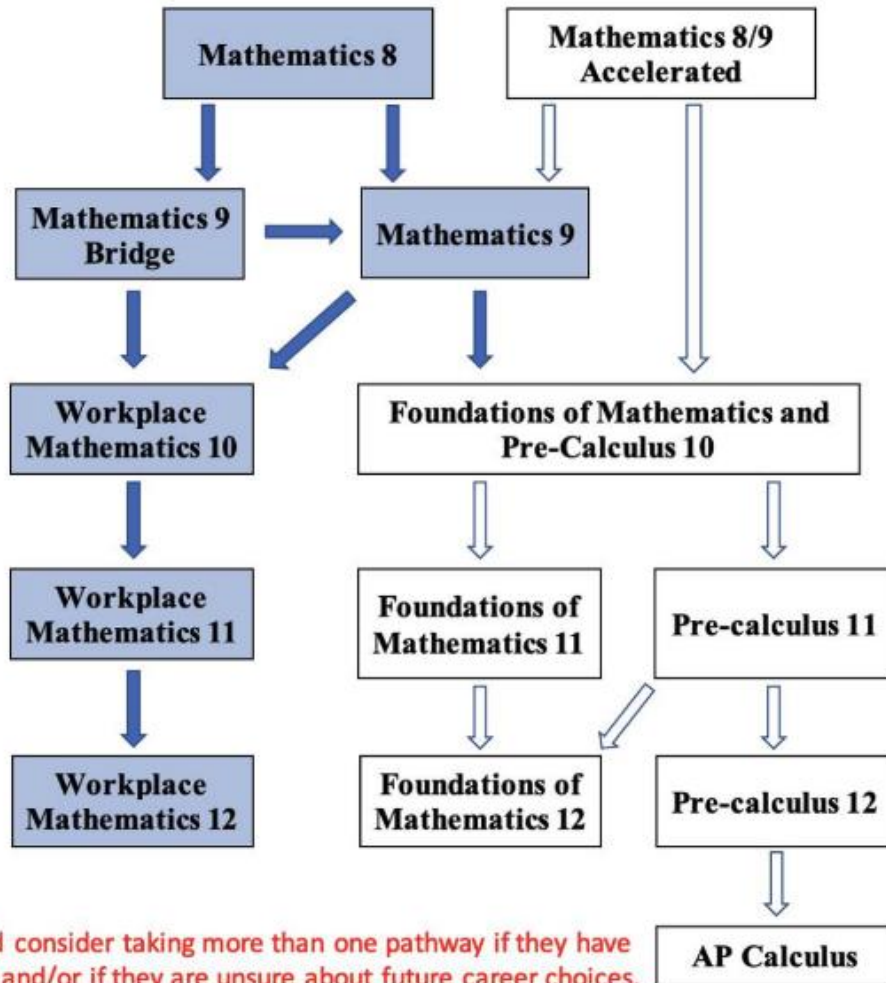 Mathematics 8
Mathematics 8/9
Accelerated
Mathematics 9
Bridge
Mathematics 9
Workplace
Mathematics 10
Foundations of Mathematics and
Pre-Calculus 10
Workplace
Mathematics 11
Foundations of
Mathematics 11
Pre-calculus 11
Workplace
Mathematics 12
Foundations of
Mathematics 12
Pre-calculus 12
consider taking more than one pathway if they have
and/or if they are unsure about future career choices.
AP Calculus